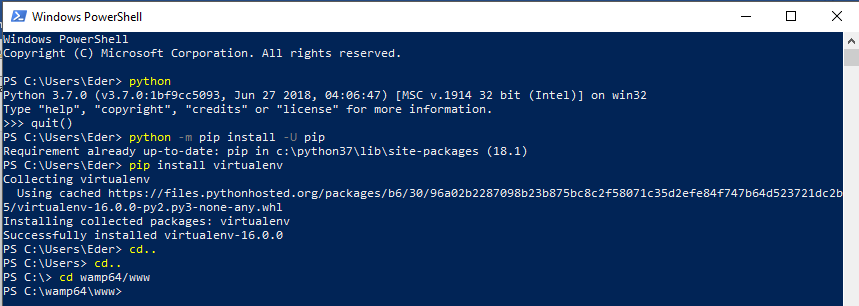 Windows PowerShell
Windows PowerShell
Copyright (C) Microsoft Corporation. All rights reserved.
PS C:\Users\Eder> python
Python 3.7.0 (v3.7.0:1bf9cc5093, Jun 27 2018, 04:06:47) [MSC v.1914 32 bit (Intel)] on win32
Type "help", "copyright", "credits" or "license" for more information.
>>> quit()
PS C:\Users\Eder> python -m pip install -U pip
Requirement already up-to-date: pip in c:\python37\lib\site-packages (18.1)
PS C:\Users\Eder> pip install virtualenv
Collecting virtualenv
  Using cached https://files.pythonhosted.org/packages/b6/30/96a02b2287098b23b875bc8c2f58071c35d2efe84f747b64d523721dc2b
5/virtualenv-16.0.0-py2.py3-none-any.whl
Installing collected packages: virtualenv
Successfully installed virtualenv-16.0.0
PS C:\Users\Eder> cd..
PS C:\Users> cd..
PS C:\> cd wamp64/www
PS C:\wamp64\www>